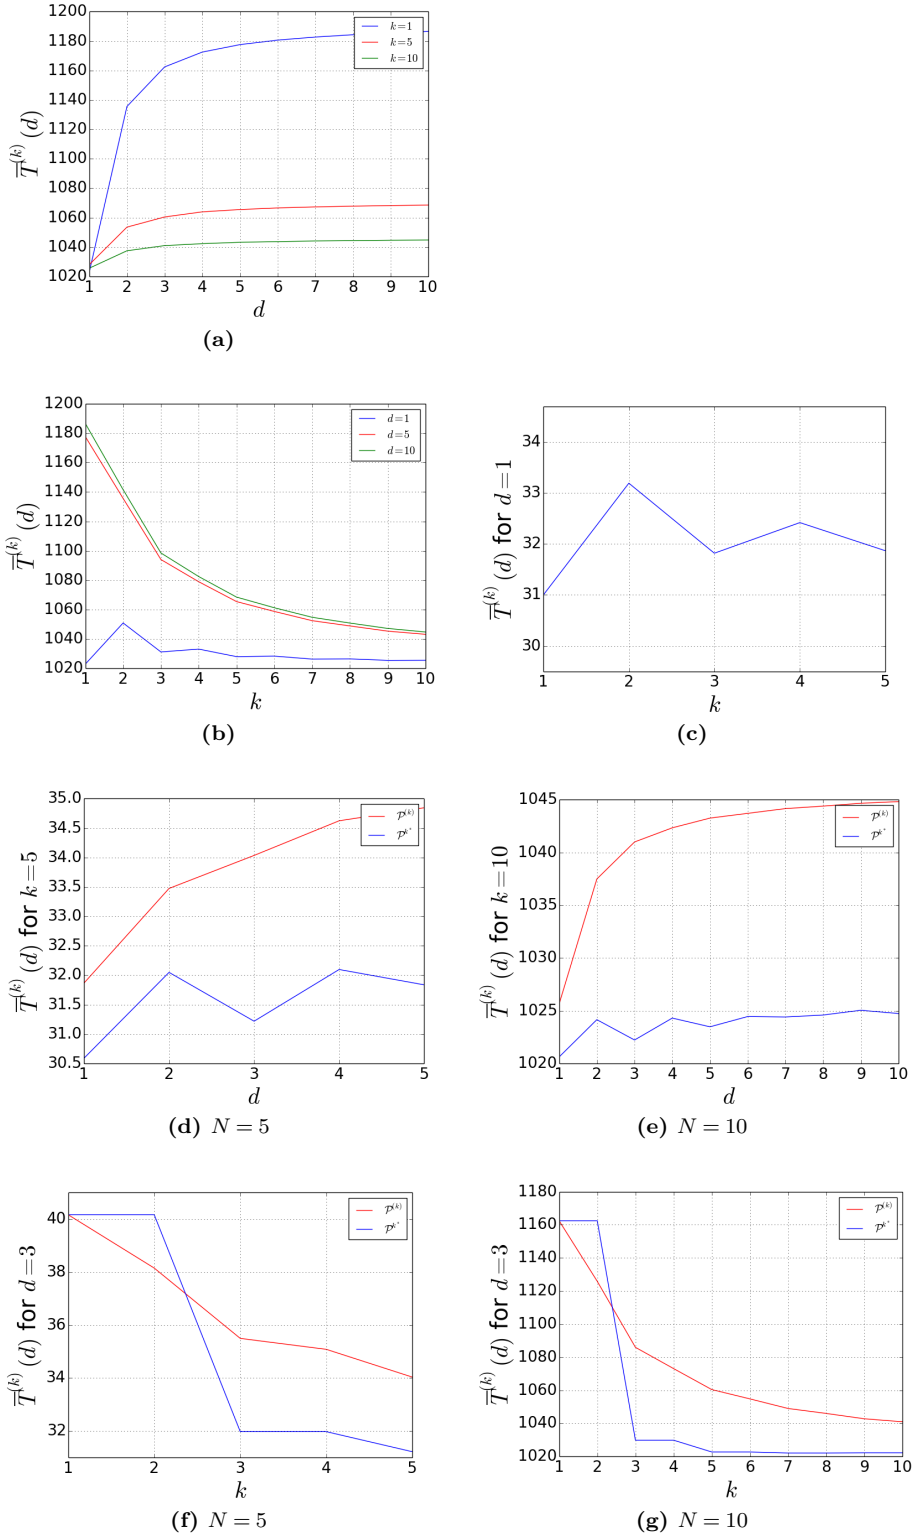 1200
1180
1160
1140
1120
1100
1080
1060
1040
1020
T̅^(k) (d)
k=1
k=5
k=10
1 2 3 4 5 6 7 8 9 10
d
(a)
1200
1180
1160
1140
1120
1100
1080
1060
1040
1020
T̅^(k) (d)
d=1
d=5
d=10
1 2 3 4 5 6 7 8 9 10
k
(b)
34
33
32
31
30
T̅^(k) (d) for d=1
1 2 3 4 5
k
(c)
35.0
34.5
34.0
33.5
33.0
32.5
32.0
31.5
31.0
30.5
T̅^(k) (d) for k=5
𝒫^(k)
𝒫^k*
1 2 3 4 5
d
(d) N = 5
1045
1040
1035
1030
1025
1020
T̅^(k) (d) for k=10
𝒫^(k)
𝒫^k*
1 2 3 4 5 6 7 8 9 10
d
(e) N = 10
40
38
36
34
32
T̅^(k) (d) for d=3
𝒫^(k)
𝒫^k*
1 2 3 4 5
k
(f) N = 5
1180
1160
1140
1120
1100
1080
1060
1040
1020
T̅^(k) (d) for d=3
𝒫^(k)
𝒫^k*
1 2 3 4 5 6 7 8 9 10
k
(g) N = 10